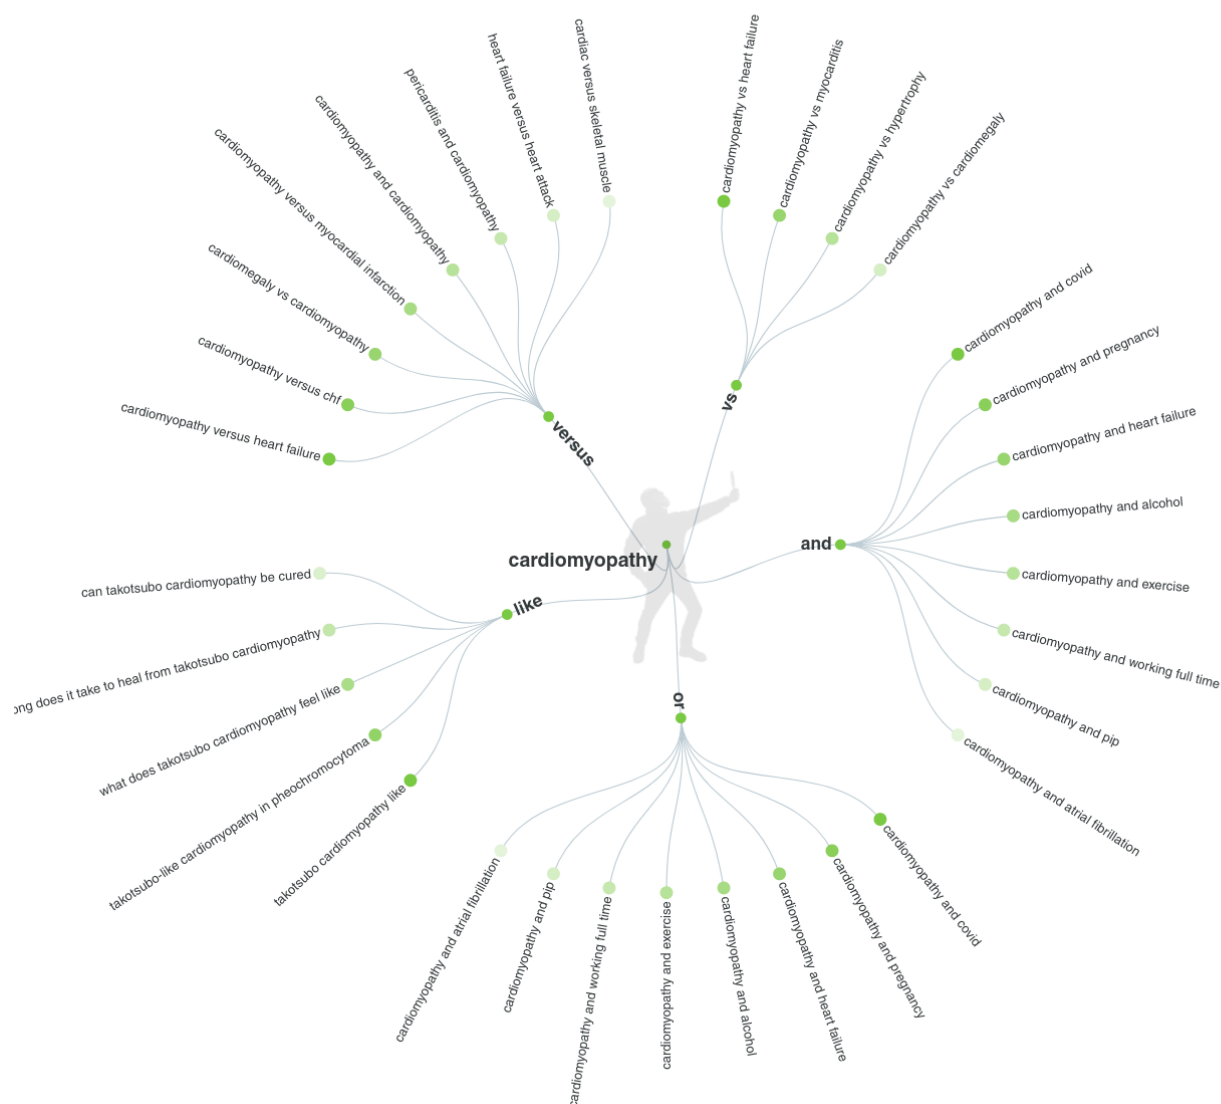 cardiomyopathy
vs
cardiomyopathy vs heart failure
cardiomyopathy vs myocarditis
cardiomyopathy vs hypertrophy
cardiomyopathy vs cardiomegaly
and
cardiomyopathy and covid
cardiomyopathy and pregnancy
cardiomyopathy and heart failure
cardiomyopathy and alcohol
cardiomyopathy and exercise
cardiomyopathy and working full time
cardiomyopathy and pip
cardiomyopathy and atrial fibrillation
or
cardiomyopathy and covid
cardiomyopathy and pregnancy
cardiomyopathy and heart failure
cardiomyopathy and alcohol
cardiomyopathy and exercise
cardiomyopathy and working full time
cardiomyopathy and pip
cardiomyopathy and atrial fibrillation
like
takotsubo cardiomyopathy like
takotsubo-like cardiomyopathy in pheochromocytoma
what does takotsubo cardiomyopathy feel like
ong does it take to heal from takotsubo cardiomyopathy
can takotsubo cardiomyopathy be cured
versus
cardiomyopathy versus heart failure
cardiomyopathy versus chf
cardiomegaly vs cardiomyopathy
cardiomyopathy versus myocardial infarction
cardiomyopathy and cardiomyopathy
pericarditis and cardiomyopathy
heart failure versus heart attack
cardiac versus skeletal muscle